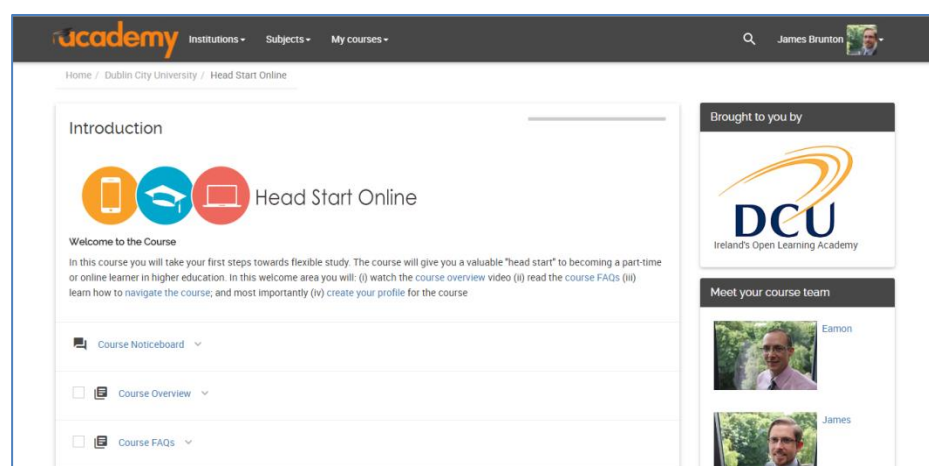 academy
Institutions
Subjects
My courses
James Brunton
Home / Dublin City University / Head Start Online
Introduction
Head Start Online
Welcome to the Course
In this course you will take your first steps towards flexible study. The course will give you a valuable "head start" to becoming a part-time
or online learner in higher education. In this welcome area you will: (i) watch the course overview video (ii) read the course FAQs (iii)
learn how to navigate the course; and most importantly (iv) create your profile for the course
Course Noticeboard
Course Overview
Course FAQs
Brought to you by
DCU
Ireland's Open Learning Academy
Meet your course team
Eamon
James